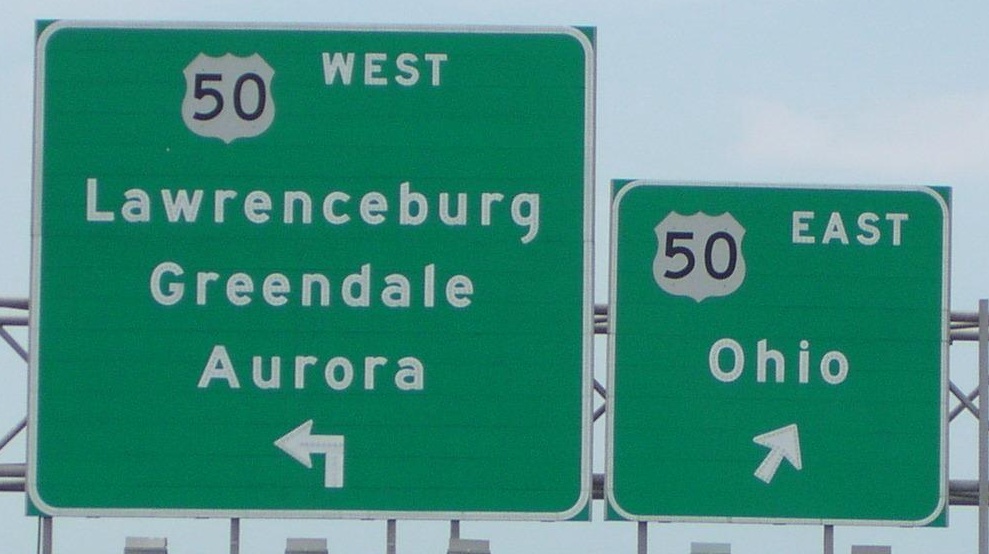 50 WEST
Lawrenceburg
Greendale
Aurora
50 EAST
Ohio